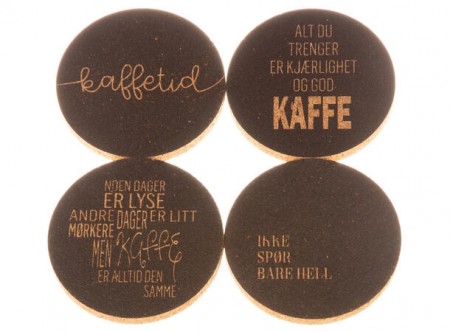 kaffetid
ALT DU
TRENGER
ER KJÆRLIGHET
OG GOD
KAFFE
NOEN DAGER
ER LYSE
ANDRE DAGER ER LITT
MØRKERE
MEN Kaffe
ER ALLTID DEN
SAMME
IKKE
SPØR
BARE HELL